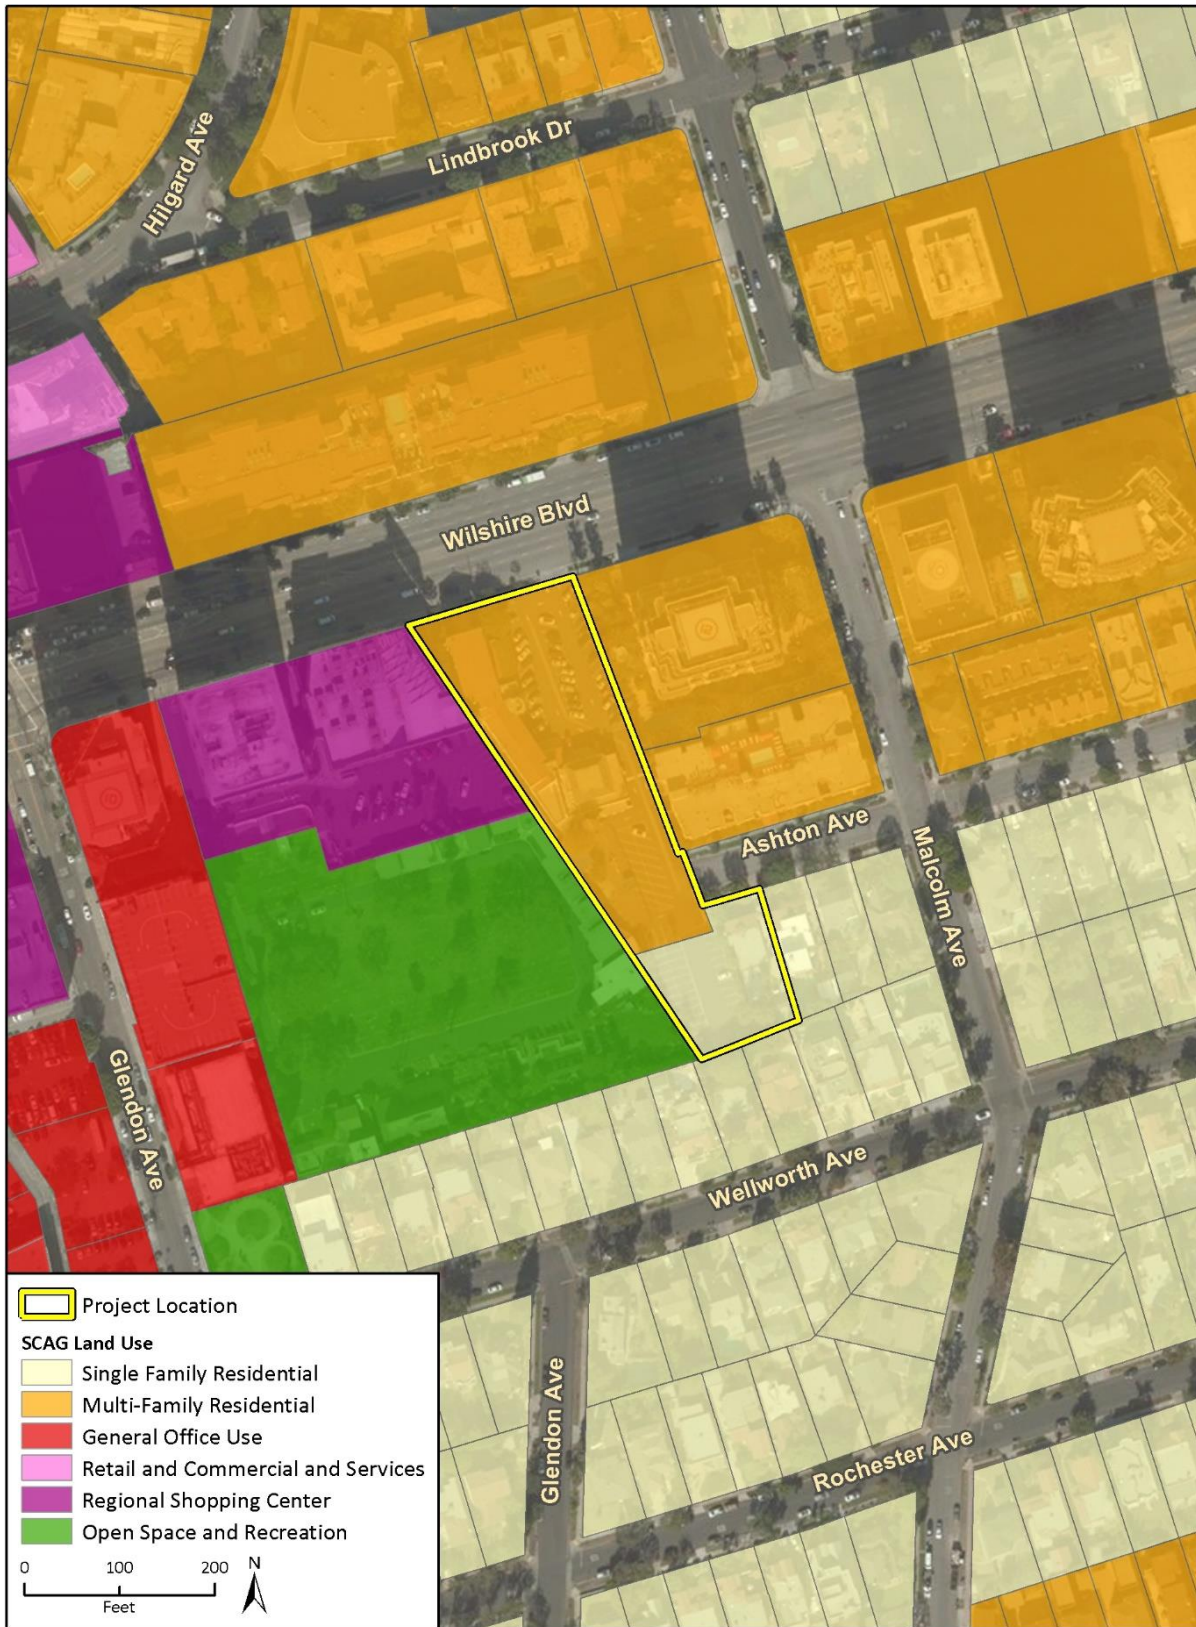 Lindbrook Dr
Hilgard Ave
Wilshire Blvd
Ashton Ave
Malcolm Ave
Glendon Ave
Wellworth Ave
Glendon Ave
Rochester Ave
Project Location
SCAG Land Use
Single Family Residential
Multi-Family Residential
General Office Use
Retail and Commercial and Services
Regional Shopping Center
Open Space and Recreation
0 100 200
Feet
N